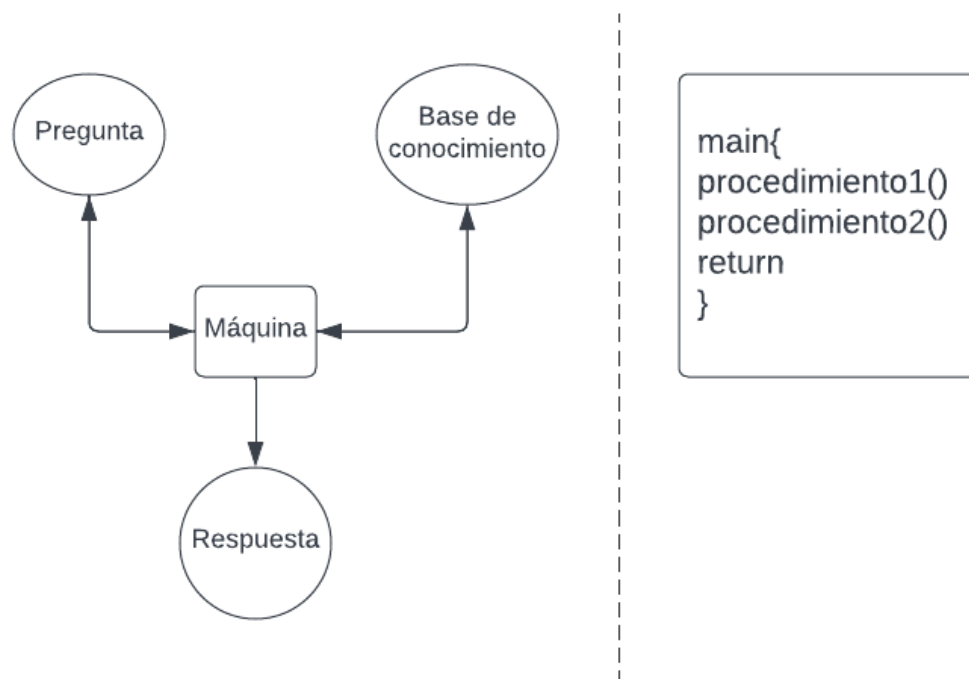 Pregunta
Base de
conocimiento
Máquina
Respuesta
main{
procedimiento1()
procedimiento2()
return
}